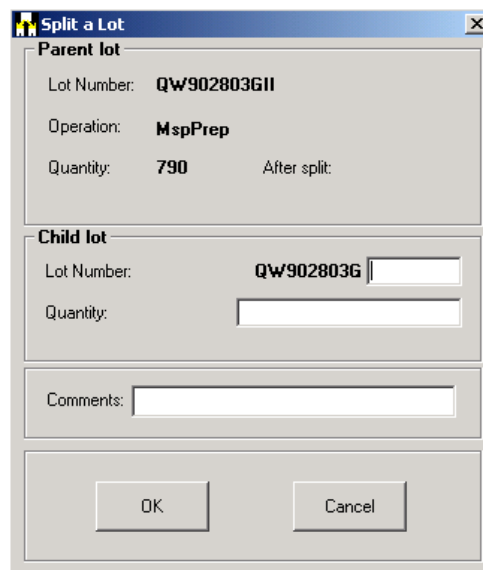 Split a Lot
Parent lot
Lot Number: QW902803GII
Operation: MspPrep
Quantity: 790 After split:
Child lot
Lot Number: QW902803G
Quantity:
Comments:
OK Cancel